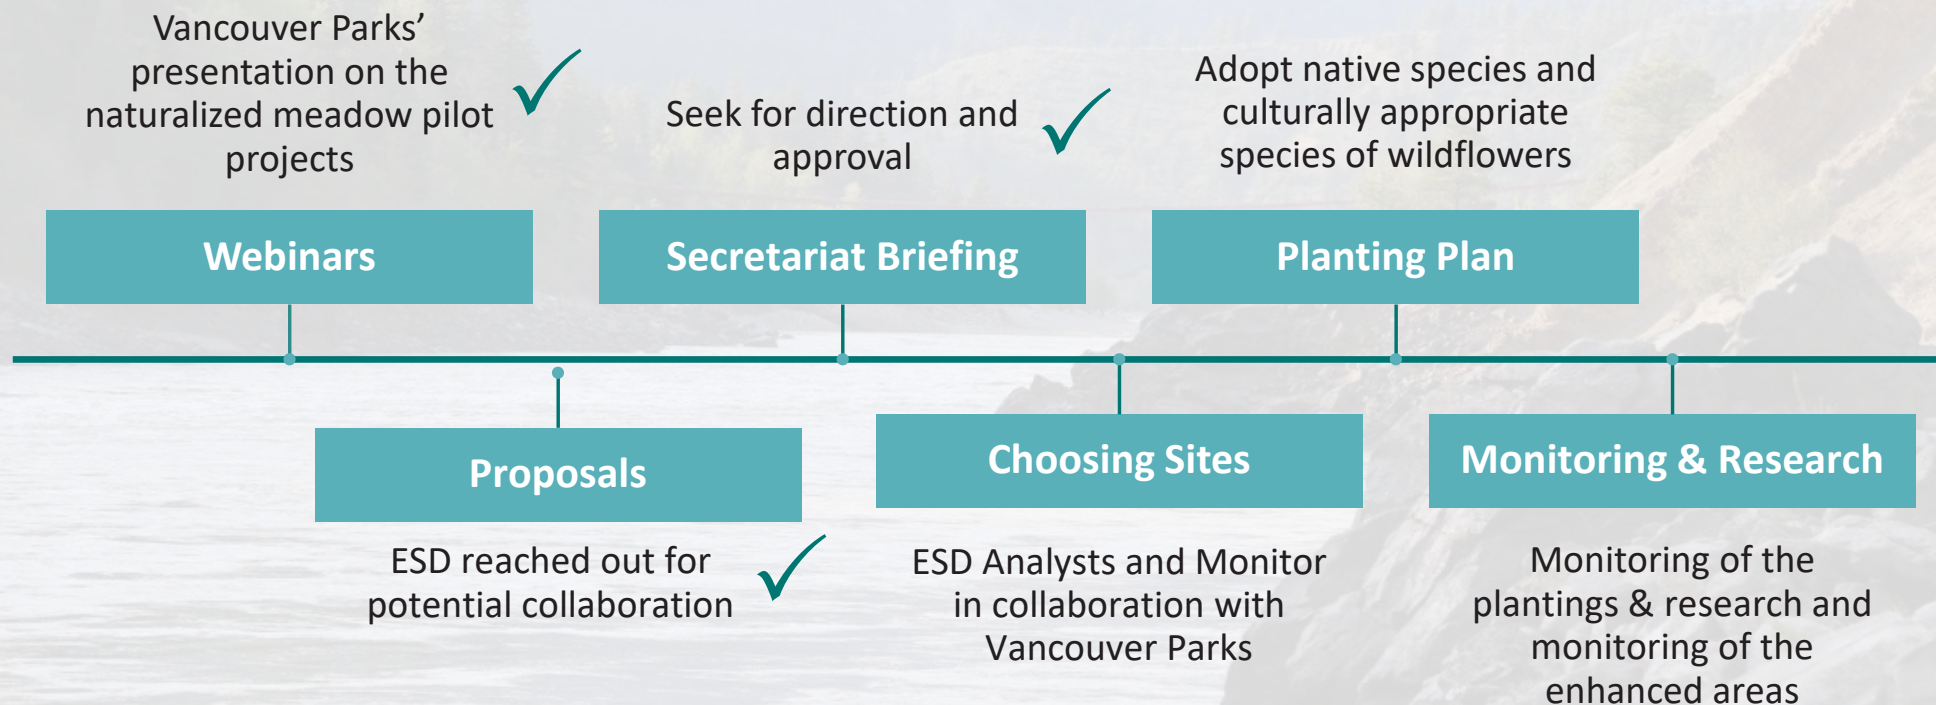 Vancouver Parks’
presentation on the
naturalized meadow pilot
projects
Webinars
ESD reached out for
potential collaboration
Proposals
Seek for direction and
approval
Secretariat Briefing
Choosing Sites
ESD Analysts and Monitor
in collaboration with
Vancouver Parks
Adopt native species and
culturally appropriate
species of wildflowers
Planting Plan
Monitoring & Research
Monitoring of the
plantings & research and
monitoring of the
enhanced areas